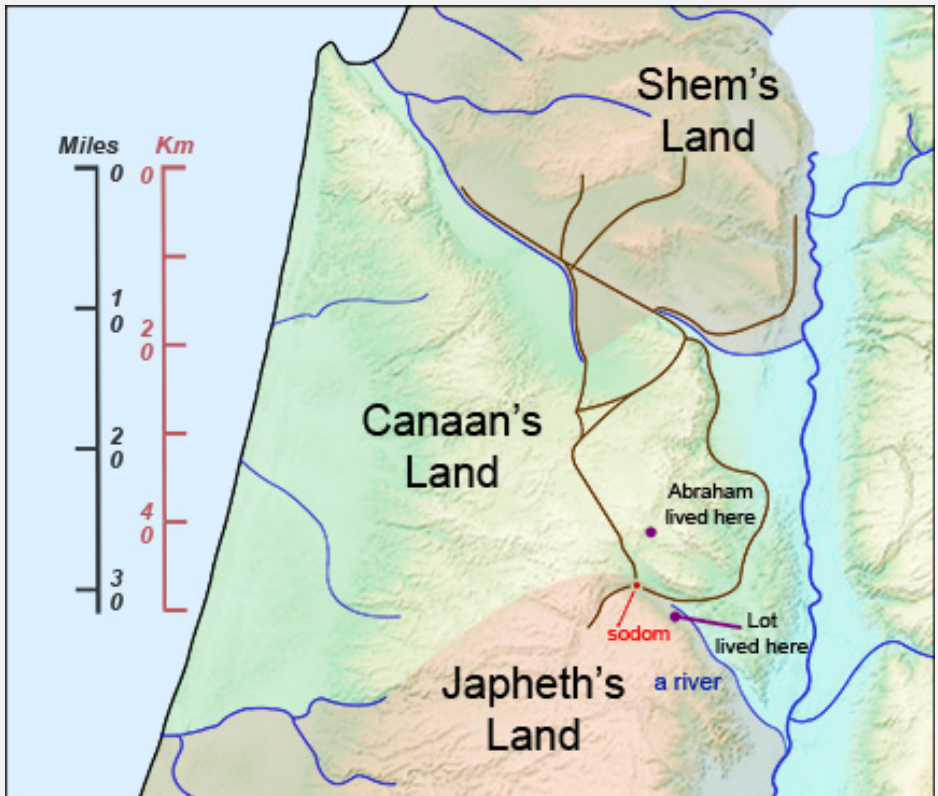 Shem's
Land
Miles
Km
0
0
1
0
2
0
2
0
4
0
3
0
Canaan's
Land
Abraham
lived here
sodom
Lot
lived here
a river
Japheth's
Land